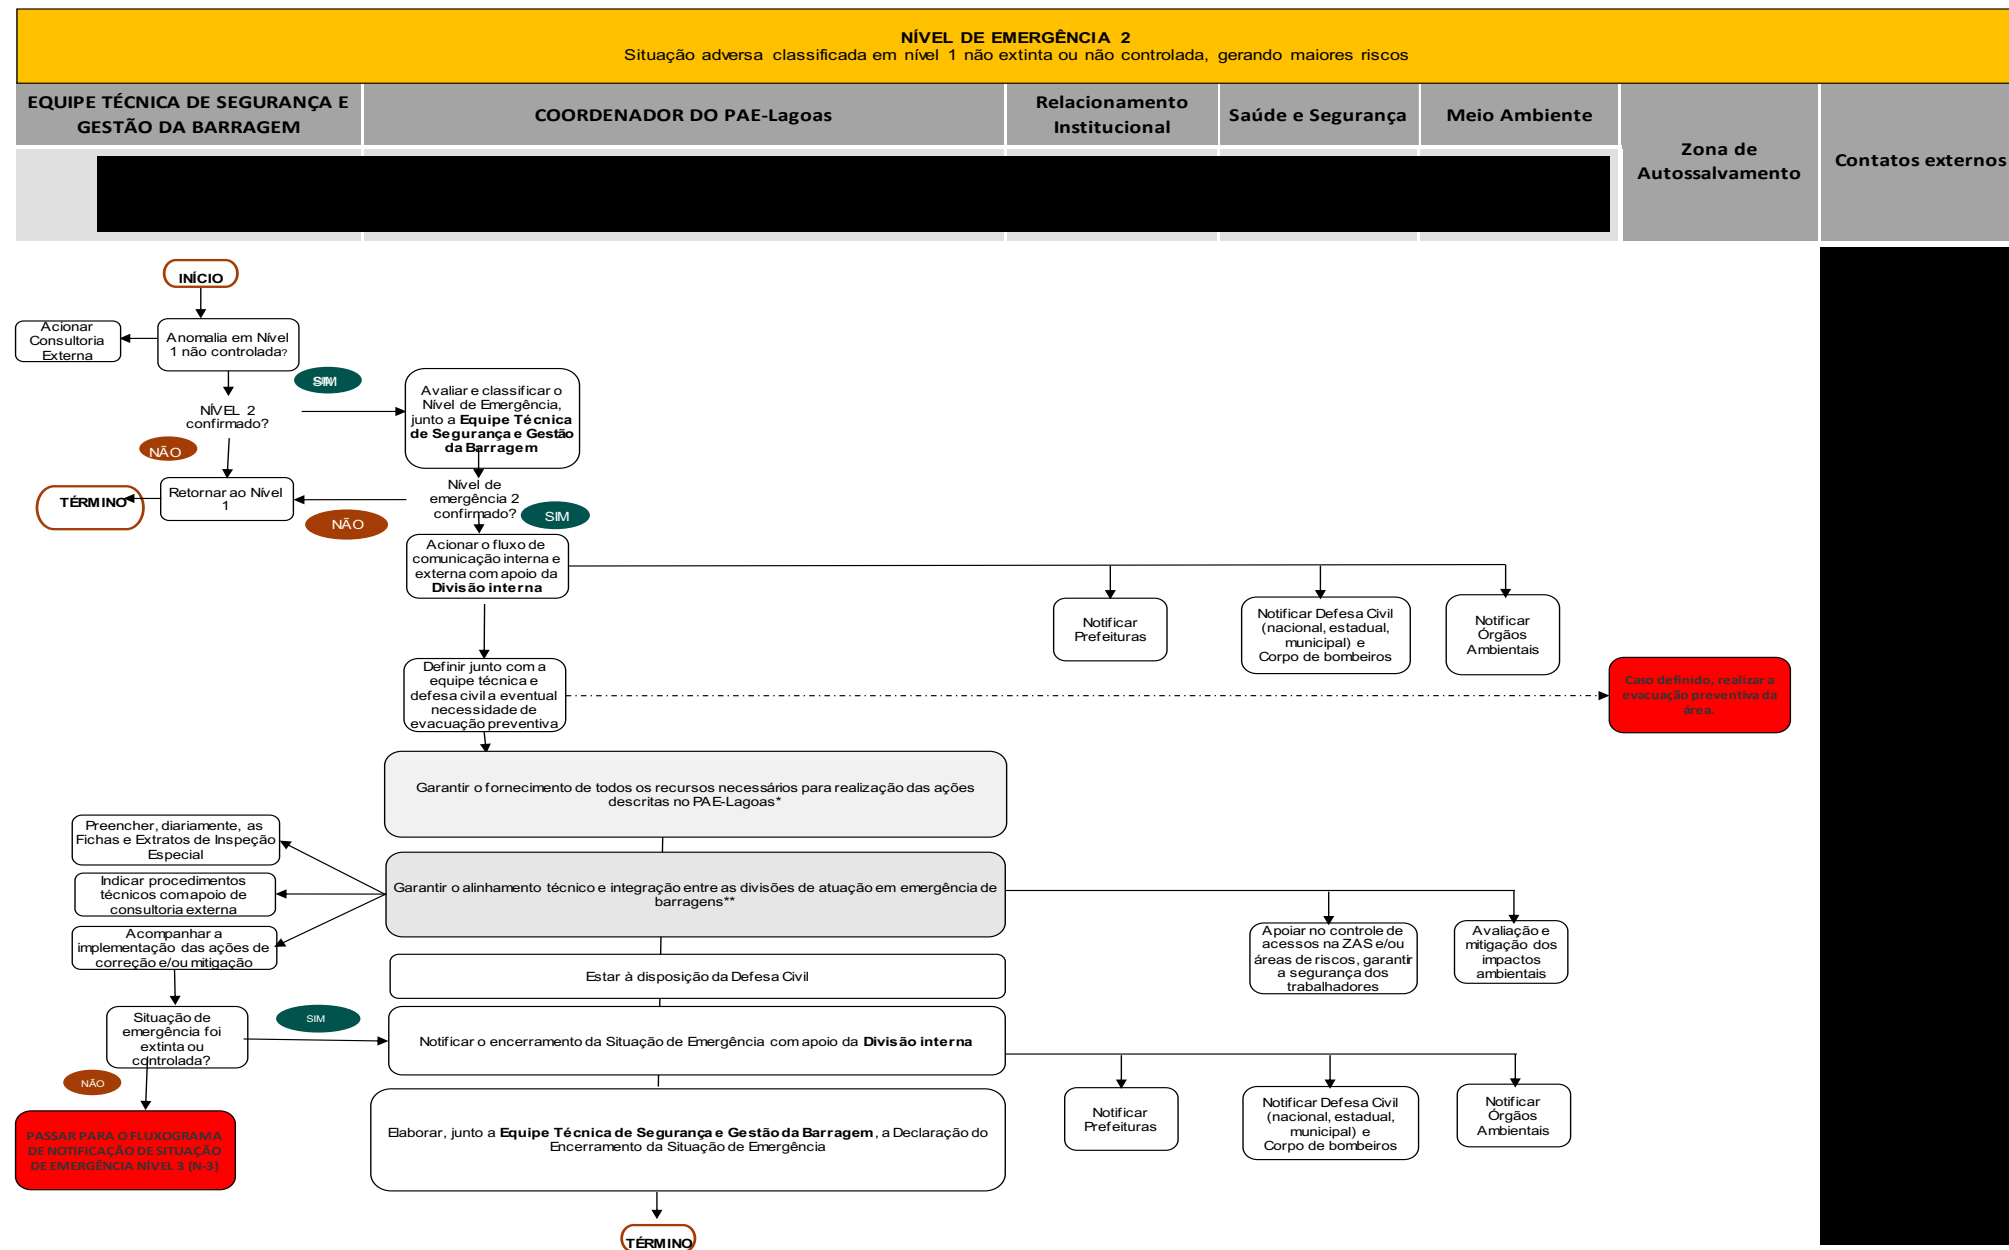 NÍVEL DE EMERGÊNCIA 2
Situação adversa classificada em nível 1 não extinta ou não controlada, gerando maiores riscos
EQUIPE TÉCNICA DE SEGURANÇA E
GESTÃO DA BARRAGEM
COORDENADOR DO PAE-Lagoas
Relacionamento
Institucional
Saúde e Segurança
Meio Ambiente
Zona de
Autossalvamento
Contatos externos
INÍCIO
Acionar
Consultoria
Externa
Anomalia em Nível
1 não controlada?
SIM
NÍVEL 2
confirmado?
NÃO
Avaliar e classificar o
Nível de Emergência,
junto a Equipe Técnica
de Segurança e Gestão
da Barragem
TÉRMINO
Retornar ao Nível
1
NÃO
Nível de
emergência 2
confirmado?
SIM
Acionar o fluxo de
comunicação interna e
externa com apoio da
Divisão interna
Notificar
Prefeituras
Notificar Defesa Civil
(nacional, estadual,
municipal) e
Corpo de bombeiros
Notificar
Órgãos
Ambientais
Definir junto com a
equipe técnica e
defesa civil a eventual
necessidade de
evacuação preventiva
Caso definido, realizar a
evacuação preventiva da
área.
Garantir o fornecimento de todos os recursos necessários para realização das ações
descritas no PAE-Lagoas*
Preencher, diariamente, as
Fichas e Extratos de Inspeção
Especial
Indicar procedimentos
técnicos com apoio de
consultoria externa
Acompanhar a
implementação das ações de
correção e/ou mitigação
Garantir o alinhamento técnico e integração entre as divisões de atuação em emergência de
barragens**
Apoiar no controle de
acessos na ZAS e/ou
áreas de riscos, garantir
a segurança dos
trabalhadores
Avaliação e
mitigação dos
impactos
ambientais
Estar à disposição da Defesa Civil
Situação de
emergência foi
extinta ou
controlada?
SIM
NÃO
Notificar o encerramento da Situação de Emergência com apoio da Divisão interna
Notificar
Prefeituras
Notificar Defesa Civil
(nacional, estadual,
municipal) e
Corpo de bombeiros
Notificar
Órgãos
Ambientais
PASSAR PARA O FLUXOGRAMA
DE NOTIFICAÇÃO DE SITUAÇÃO
DE EMERGÊNCIA NÍVEL 3 (N-3)
Elaborar, junto a Equipe Técnica de Segurança e Gestão da Barragem, a Declaração do
Encerramento da Situação de Emergência
TÉRMINO